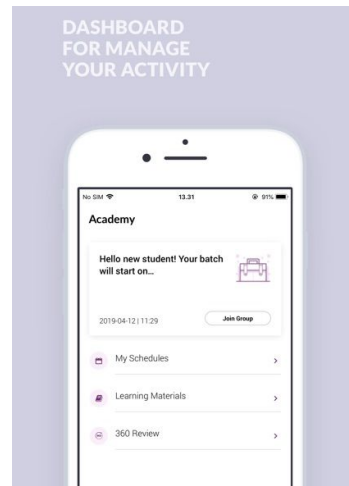 DASHBOARD
FOR MANAGE
YOUR ACTIVITY
No SIM 13.31 91%
Academy
Hello new student! Your batch
will start on...
2019-04-12 | 11:29 Join Group
My Schedules
Learning Materials
360 Review